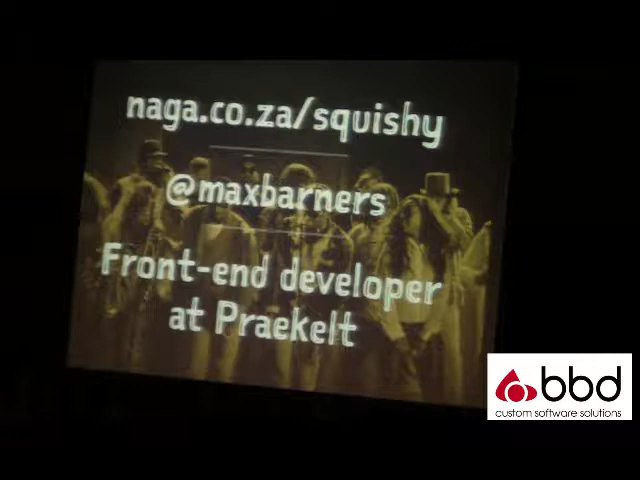 naga.co.za/squishy
@maxbarners
Front-end developer
at Praekelt
bbd
custom software solutions